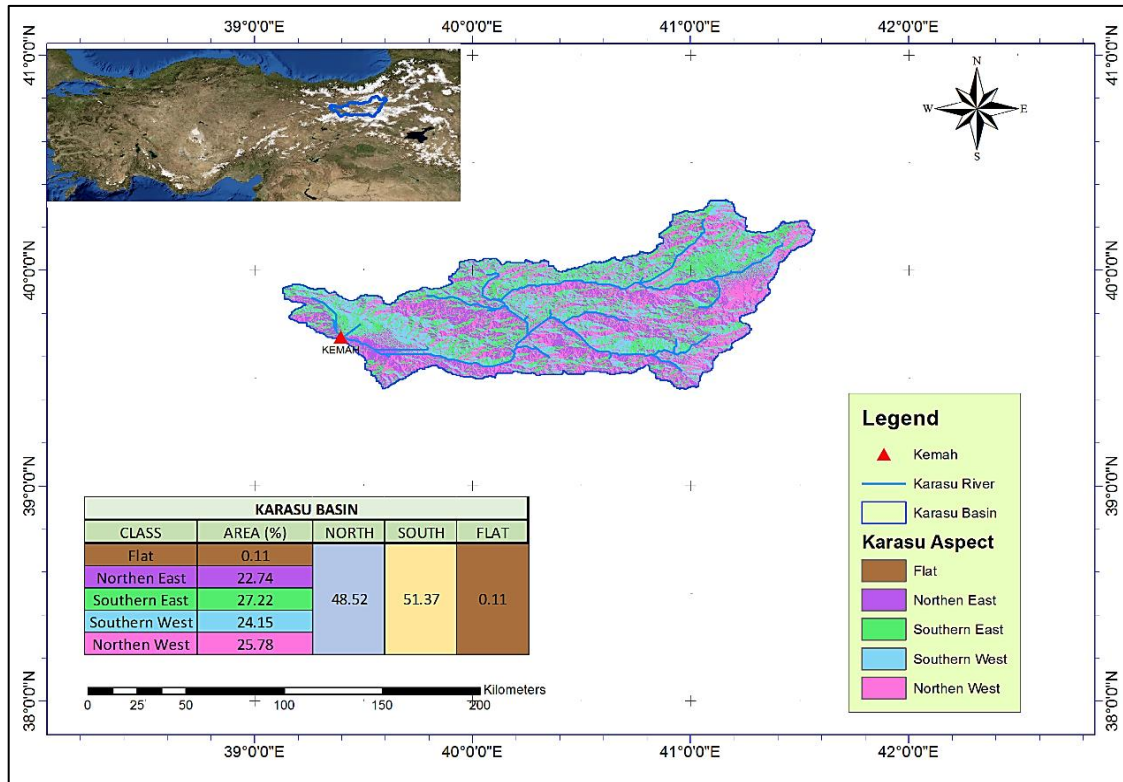 39°0'0"E 40°0'0"E 41°0'0"E 42°0'0"E
41°0'0"N 41°0'0"N
N
W E
S
40°0'0"N 40°0'0"N
KEMAH
39°0'0"N 39°0'0"N
Legend
Kemah
Karasu River
Karasu Basin
Karasu Aspect
Flat
Northen East
Southern East
Southern West
Northen West
KARASU BASIN
CLASS AREA (%) NORTH SOUTH FLAT
Flat 0.11
Northen East 22.74
Southern East 27.22 48.52 51.37 0.11
Southern West 24.15
Northen West 25.78
Kilometers
0 25 50 100 150 200
38°0'0"N 38°0'0"N
39°0'0"E 40°0'0"E 41°0'0"E 42°0'0"E